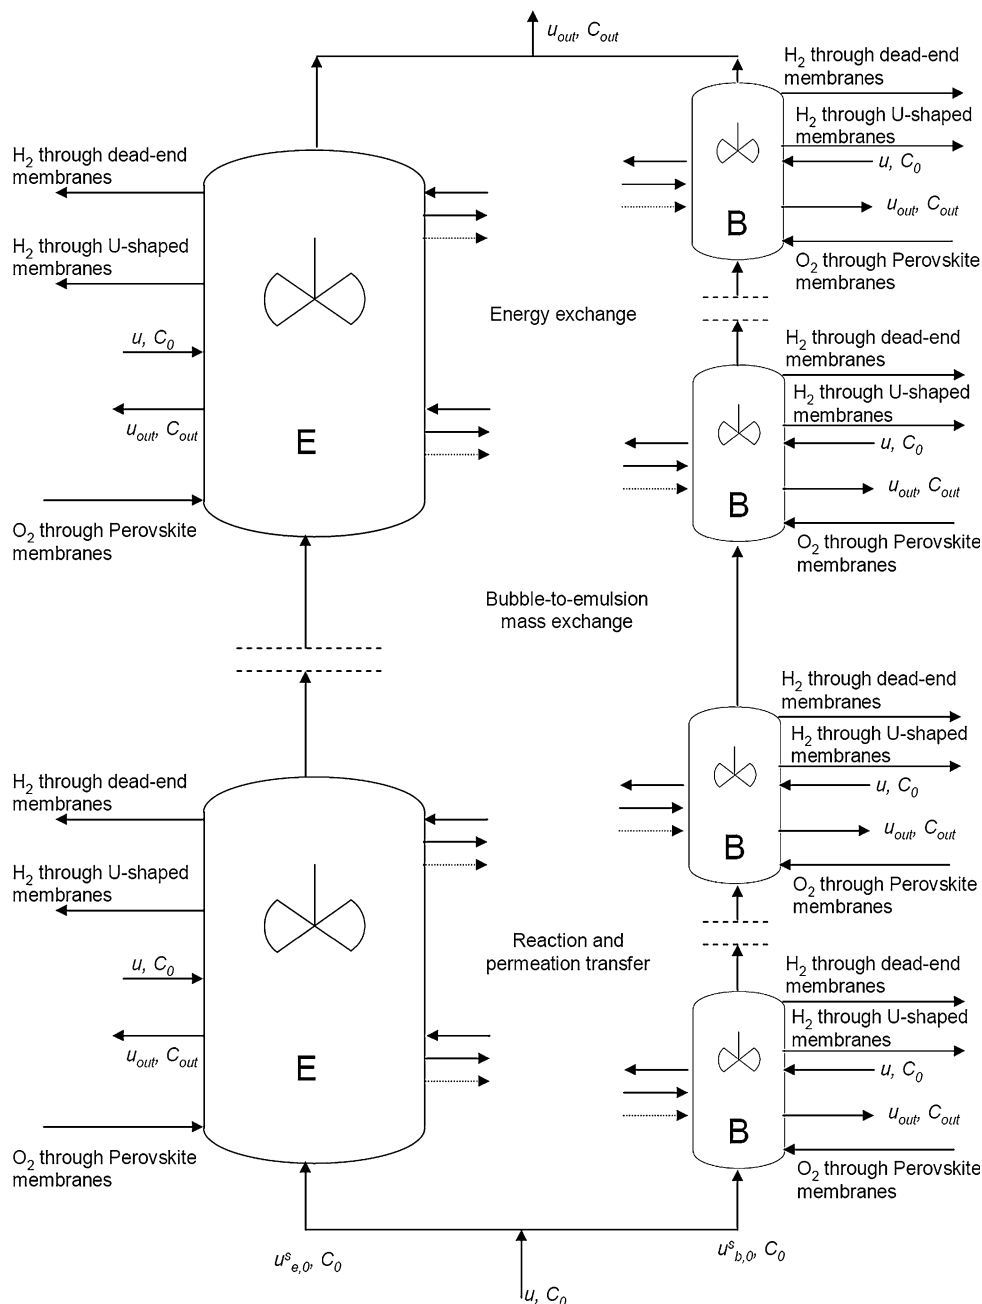 u_out, C_out
H2 through dead-end
membranes
H2 through U-shaped
membranes
u, C0
u_out, C_out
B
O2 through Perovskite
membranes
H2 through dead-end
membranes
H2 through U-shaped
membranes
u, C0
u_out, C_out
E
O2 through Perovskite
membranes
Energy exchange
H2 through dead-end
membranes
H2 through U-shaped
membranes
u, C0
u_out, C_out
B
O2 through Perovskite
membranes
Bubble-to-emulsion
mass exchange
H2 through dead-end
membranes
H2 through U-shaped
membranes
u, C0
u_out, C_out
B
O2 through Perovskite
membranes
H2 through dead-end
membranes
H2 through U-shaped
membranes
u, C0
u_out, C_out
E
O2 through Perovskite
membranes
Reaction and
permeation transfer
H2 through dead-end
membranes
H2 through U-shaped
membranes
u, C0
u_out, C_out
B
O2 through Perovskite
membranes
u^s_e,0, C0
u^s_b,0, C0
u, C0